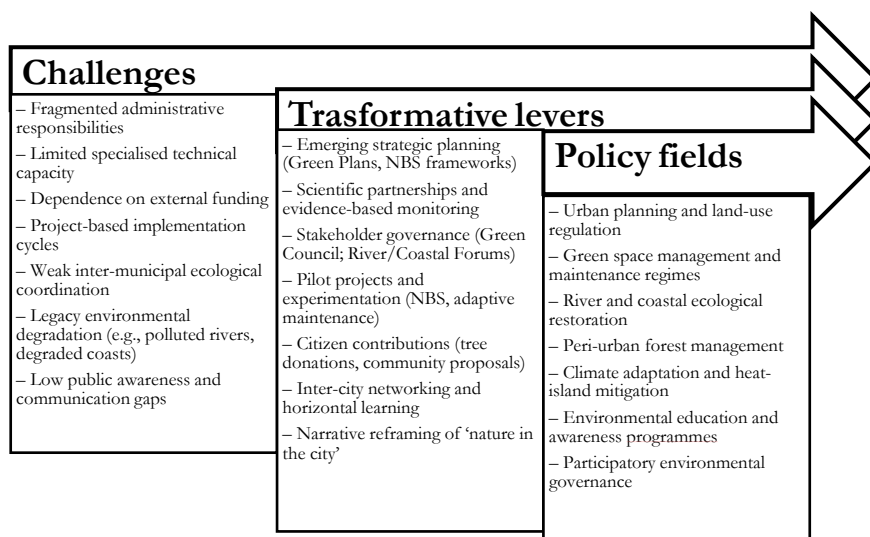 Challenges
– Fragmented administrative
responsibilities
– Limited specialised technical
capacity
– Dependence on external funding
– Project-based implementation
cycles
– Weak inter-municipal ecological
coordination
– Legacy environmental
degradation (e.g., polluted rivers,
degraded coasts)
– Low public awareness and
communication gaps
Trasformative levers
– Emerging strategic planning
(Green Plans, NBS frameworks)
– Scientific partnerships and
evidence-based monitoring
– Stakeholder governance (Green
Council; River/Coastal Forums)
– Pilot projects and
experimentation (NBS, adaptive
maintenance)
– Citizen contributions (tree
donations, community proposals)
– Inter-city networking and
horizontal learning
– Narrative reframing of ‘nature in
the city’
Policy fields
– Urban planning and land-use
regulation
– Green space management and
maintenance regimes
– River and coastal ecological
restoration
– Peri-urban forest management
– Climate adaptation and heat-
island mitigation
– Environmental education and
awareness programmes
– Participatory environmental
governance